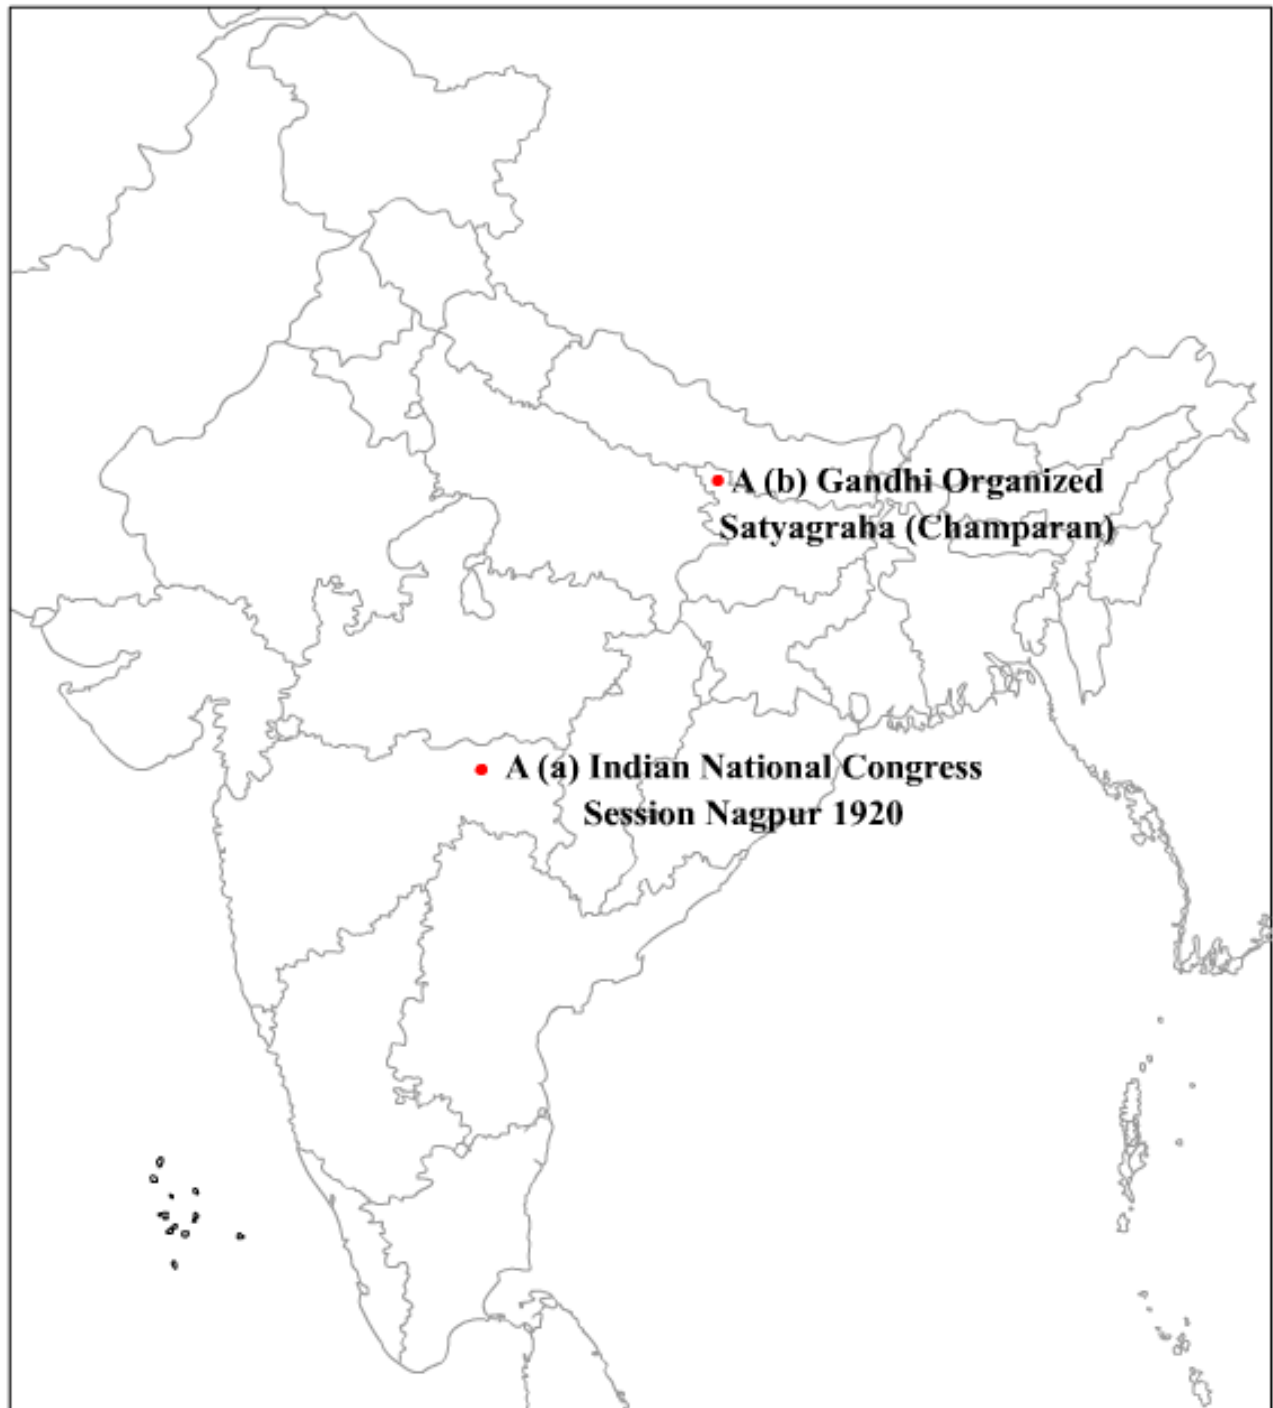 A (b) Gandhi Organized
Satyagraha (Champaran)
A (a) Indian National Congress
Session Nagpur 1920